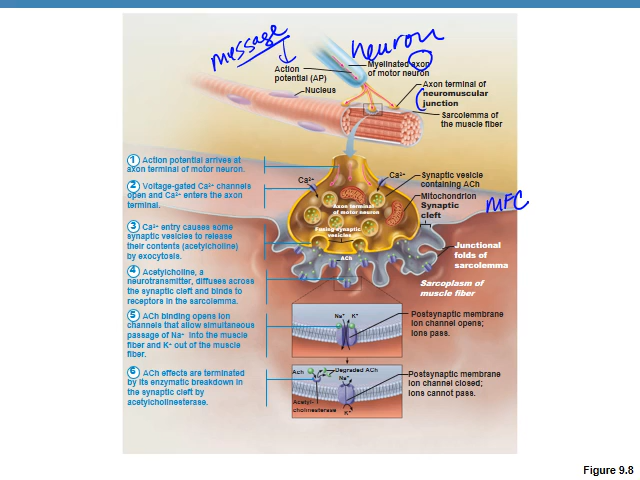 message
neuron
Action
potential (AP)
Myelinated axon
of motor neuron
Nucleus
Axon terminal of
neuromuscular
junction
Sarcolemma of
the muscle fiber
1 Action potential arrives at
axon terminal of motor neuron.
2 Voltage-gated Ca2+ channels
open and Ca2+ enters the axon
terminal.
Ca2+
Ca2+
Synaptic vesicle
containing ACh
Mitochondrion
Synaptic
cleft
MFC
Axon terminal
of motor neuron
Fusing synaptic
vesicles
3 Ca2+ entry causes some
synaptic vesicles to release
their contents (acetylcholine)
by exocytosis.
ACh
Junctional
folds of
sarcolemma
4 Acetylcholine, a
neurotransmitter, diffuses across
the synaptic cleft and binds to
receptors in the sarcolemma.
Sarcoplasm of
muscle fiber
5 ACh binding opens ion
channels that allow simultaneous
passage of Na+ into the muscle
fiber and K+ out of the muscle
fiber.
Na+ K+
Postsynaptic membrane
ion channel opens;
ions pass.
6 ACh effects are terminated
by its enzymatic breakdown in
the synaptic cleft by
acetylcholinesterase.
Ach
Degraded ACh
Na+
Acetyl-
cholinesterase
K+
Postsynaptic membrane
ion channel closed;
ions cannot pass.
Figure 9.8